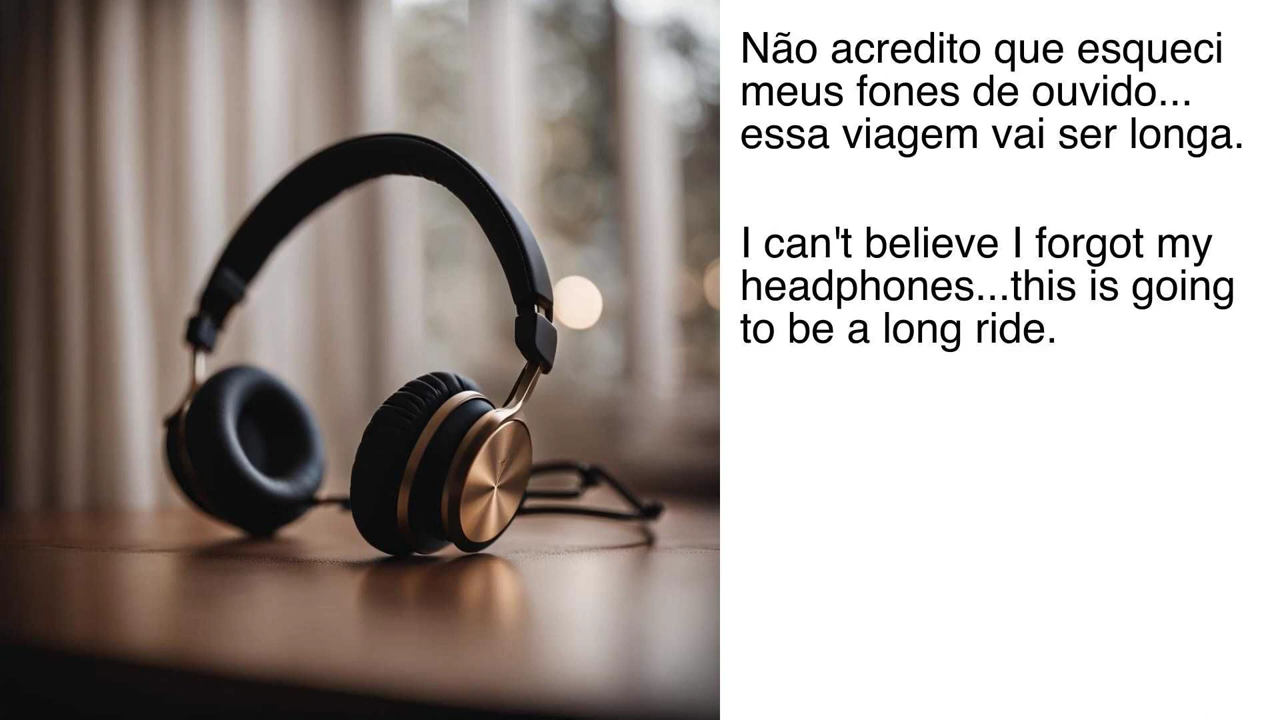 Não acredito que esqueci
meus fones de ouvido...
essa viagem vai ser longa.
I can't believe I forgot my
headphones...this is going
to be a long ride.